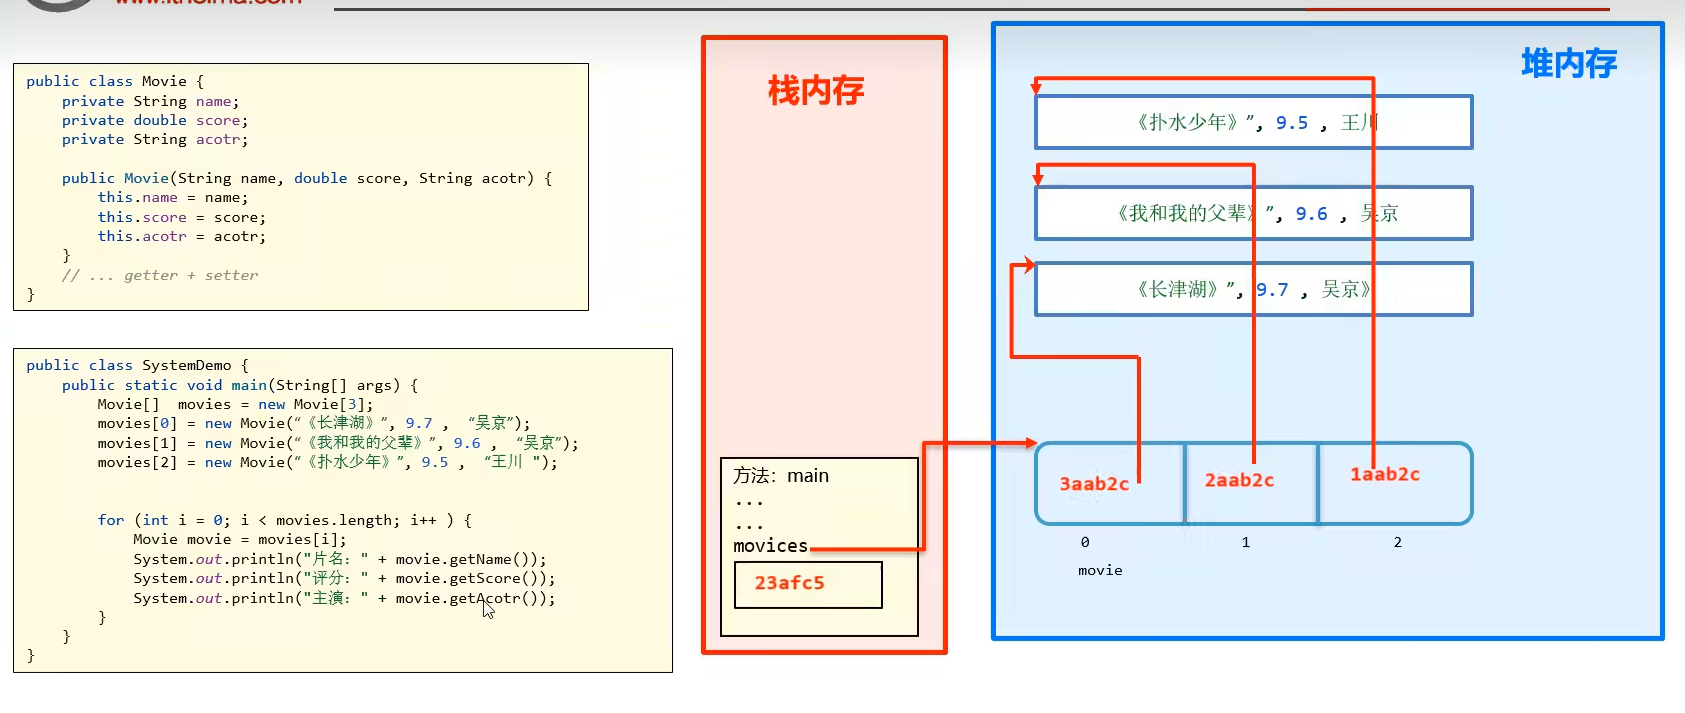 public class Movie {
private String name;
private double score;
private String acotr;
public Movie(String name, double score, String acotr) {
this.name = name;
this.score = score;
this.acotr = acotr;
}
// ... getter + setter
}
public class SystemDemo {
public static void main(String[] args) {
Movie[]  movies = new Movie[3];
movies[0] = new Movie(“《长津湖》”, 9.7 ,  “吴京”);
movies[1] = new Movie(“《我和我的父辈》”, 9.6 ,  “吴京”);
movies[2] = new Movie(“《扑水少年》”, 9.5 ,  “王川 ");
for (int i = 0; i < movies.length; i++ ) {
Movie movie = movies[i];
System.out.println("片名：" + movie.getName());
System.out.println("评分：" + movie.getScore());
System.out.println("主演：" + movie.getAcotr());
}
}
}
栈内存
方法：main
...
...
movices
23afc5
堆内存
《扑水少年》”, 9.5 , 王川
《我和我的父辈》”, 9.6 , 吴京
《长津湖》”, 9.7 , 吴京》
3aab2c 2aab2c 1aab2c
0 1 2
movie